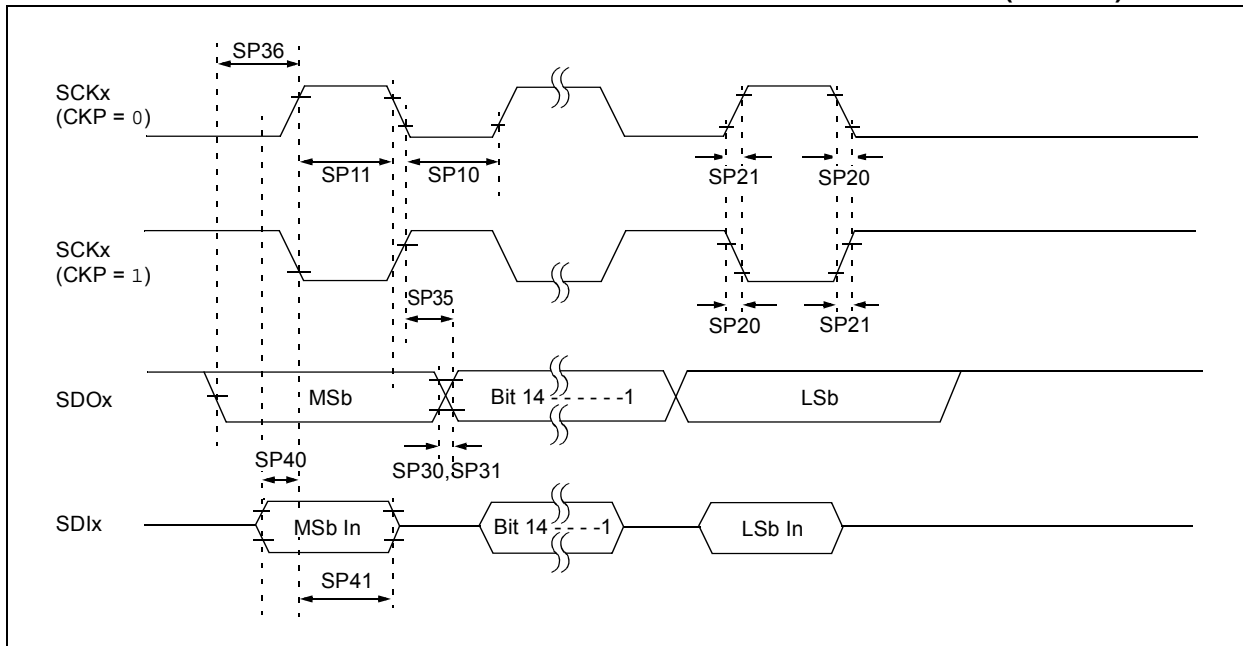 SP36
SCKx
(CKP = 0)
SP11
SP10
SP21
SP20
SCKx
(CKP = 1)
SP35
SP20
SP21
SDOx
MSb
Bit 14 - - - - - -1
LSb
SP40
SP30,SP31
SDIx
MSb In
Bit 14 - - - -1
LSb In
SP41